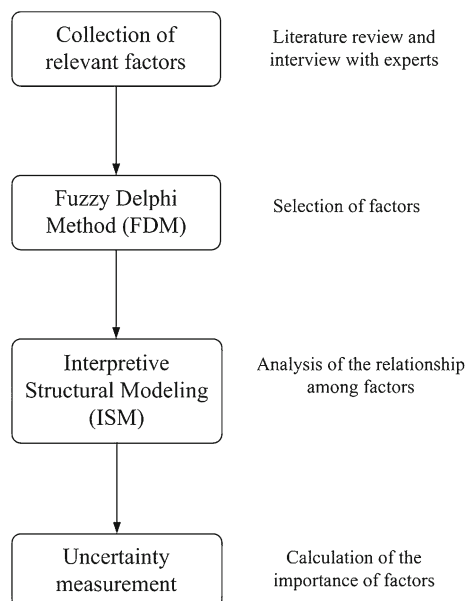 Collection of
relevant factors
Literature review and
interview with experts
Fuzzy Delphi
Method (FDM)
Selection of factors
Interpretive
Structural Modeling
(ISM)
Analysis of the relationship
among factors
Uncertainty
measurement
Calculation of the
importance of factors